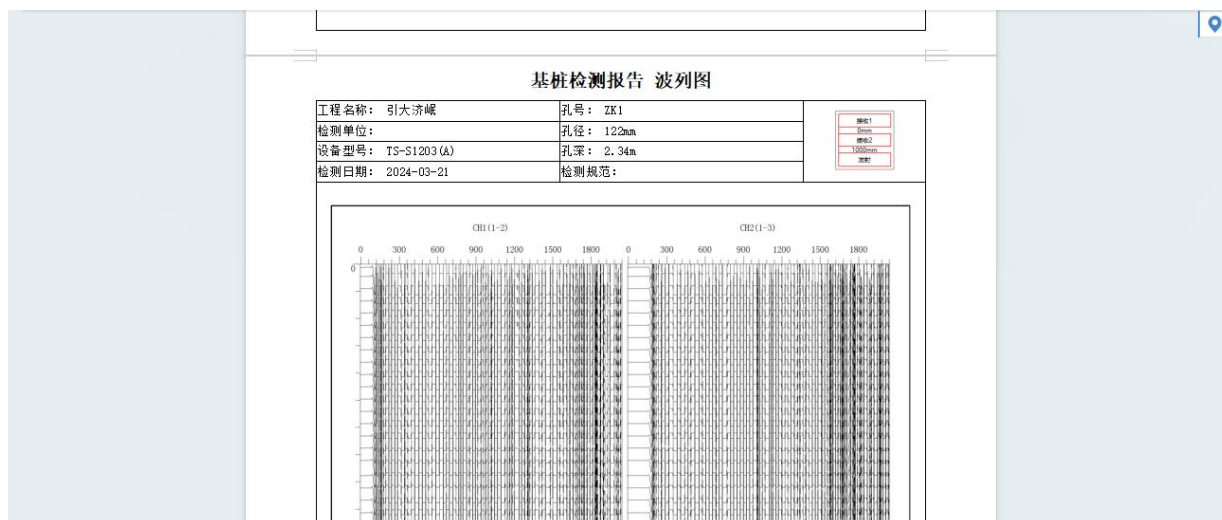 基桩检测报告 波列图
工程名称： 引大济岷
孔号： ZK1
检测单位：
孔径： 122mm
设备型号： TS-S1203(A)
孔深： 2.34m
检测日期： 2024-03-21
检测规范：
接收1
0mm
接收2
1000mm
发射
CH1(1-2)
CH2(1-3)
0 300 600 900 1200 1500 1800 0 300 600 900 1200 1500 1800
0